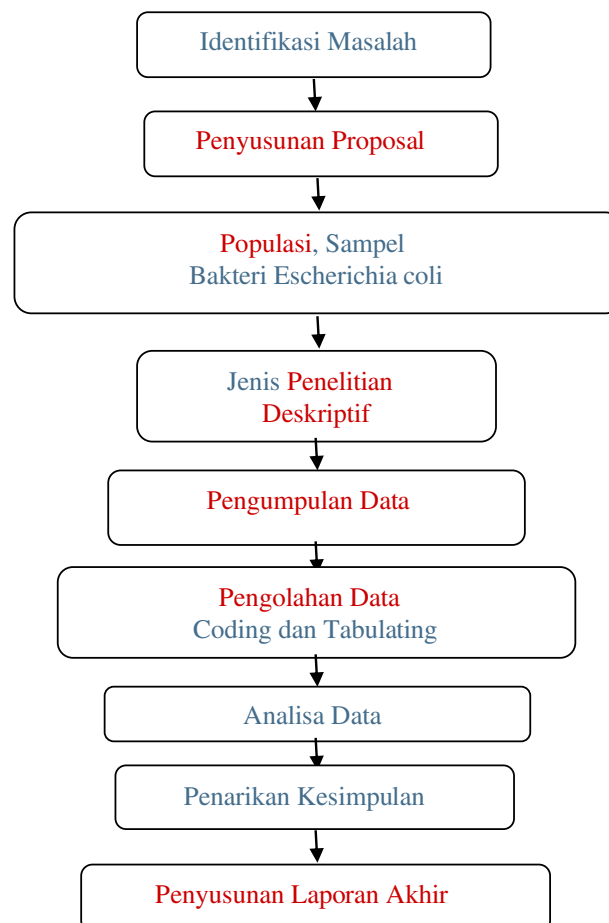 Identifikasi Masalah
Penyusunan Proposal
Populasi, Sampel
Bakteri Escherichia coli
Jenis Penelitian
Deskriptif
Pengumpulan Data
Pengolahan Data
Coding dan Tabulating
Analisa Data
Penarikan Kesimpulan
Penyusunan Laporan Akhir